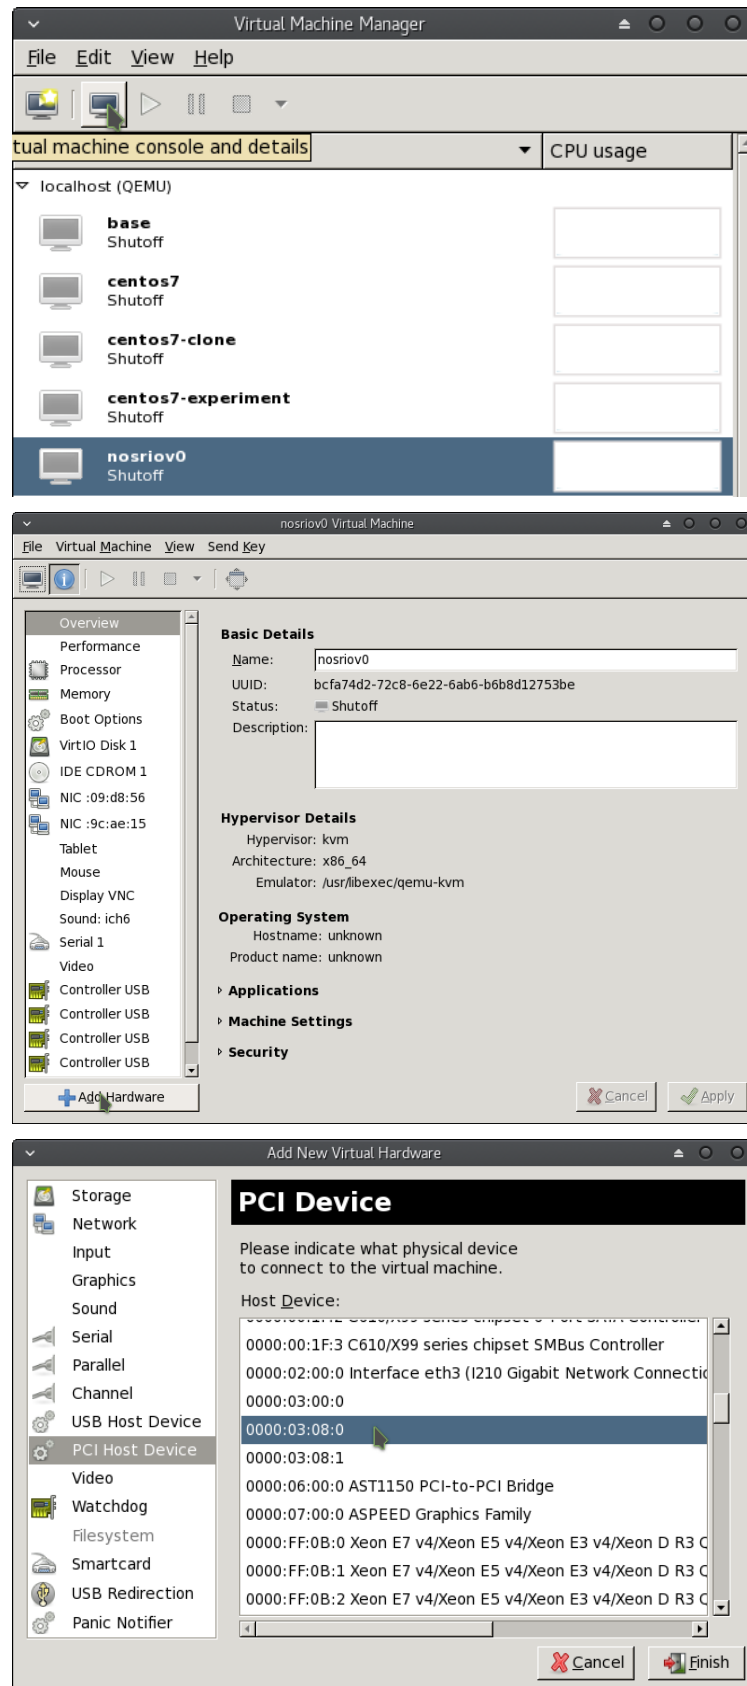 Virtual Machine Manager
File Edit View Help
tual machine console and details
CPU usage
localhost (QEMU)
base
Shutoff
centos7
Shutoff
centos7-clone
Shutoff
centos7-experiment
Shutoff
nosriov0
Shutoff
nosriov0 Virtual Machine
File Virtual Machine View Send Key
Overview
Performance
Processor
Memory
Boot Options
VirtIO Disk 1
IDE CDROM 1
NIC :09:d8:56
NIC :9c:ae:15
Tablet
Mouse
Display VNC
Sound: ich6
Serial 1
Video
Controller USB
Controller USB
Controller USB
Controller USB
Add Hardware
Basic Details
Name: nosriov0
UUID: bcfa74d2-72c8-6e22-6ab6-b6b8d12753be
Status: Shutoff
Description:
Hypervisor Details
Hypervisor: kvm
Architecture: x86_64
Emulator: /usr/libexec/qemu-kvm
Operating System
Hostname: unknown
Product name: unknown
Applications
Machine Settings
Security
Cancel Apply
Add New Virtual Hardware
Storage
Network
Input
Graphics
Sound
Serial
Parallel
Channel
USB Host Device
PCI Host Device
Video
Watchdog
Filesystem
Smartcard
USB Redirection
Panic Notifier
PCI Device
Please indicate what physical device
to connect to the virtual machine.
Host Device:
0000:00:1F:2 C610/X99 series chipset 6-Port SATA Controller
0000:00:1F:3 C610/X99 series chipset SMBus Controller
0000:02:00:0 Interface eth3 (I210 Gigabit Network Connectic
0000:03:00:0
0000:03:08:0
0000:03:08:1
0000:06:00:0 AST1150 PCI-to-PCI Bridge
0000:07:00:0 ASPEED Graphics Family
0000:FF:0B:0 Xeon E7 v4/Xeon E5 v4/Xeon E3 v4/Xeon D R3 Q
0000:FF:0B:1 Xeon E7 v4/Xeon E5 v4/Xeon E3 v4/Xeon D R3 Q
0000:FF:0B:2 Xeon E7 v4/Xeon E5 v4/Xeon E3 v4/Xeon D R3 Q
Cancel Finish